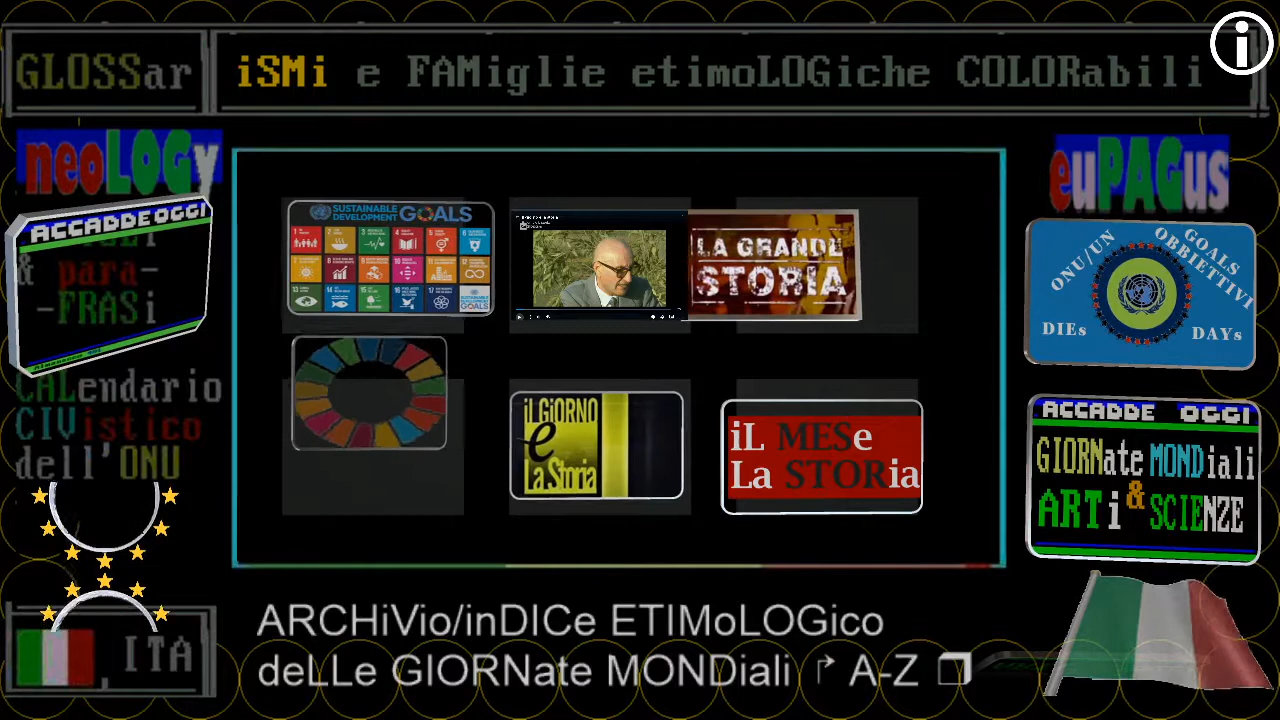 GLOSSar
iSMi e FAMiglie etimoLOGiche COLORabili
neoLOGy
ACCADDE OGGI
& para-
-FRASi
CALendario
CIVistico
dell'ONU
ITA
SUSTAINABLE DEVELOPMENT GOALS
LA GRANDE
STORIA
iL GiORNO
e
La Storia
iL MESe
La STORia
euPAGus
ONU/UN
GOALS
OBBIETTIVI
DIEs
DAYs
ACCADDE OGGI
GIORNate MONDiali
ARTi & SCIENZE
ARCHiVio/inDICe ETIMoLOGico
deLLe GIORNate MONDiali ↱ A-Z ❐